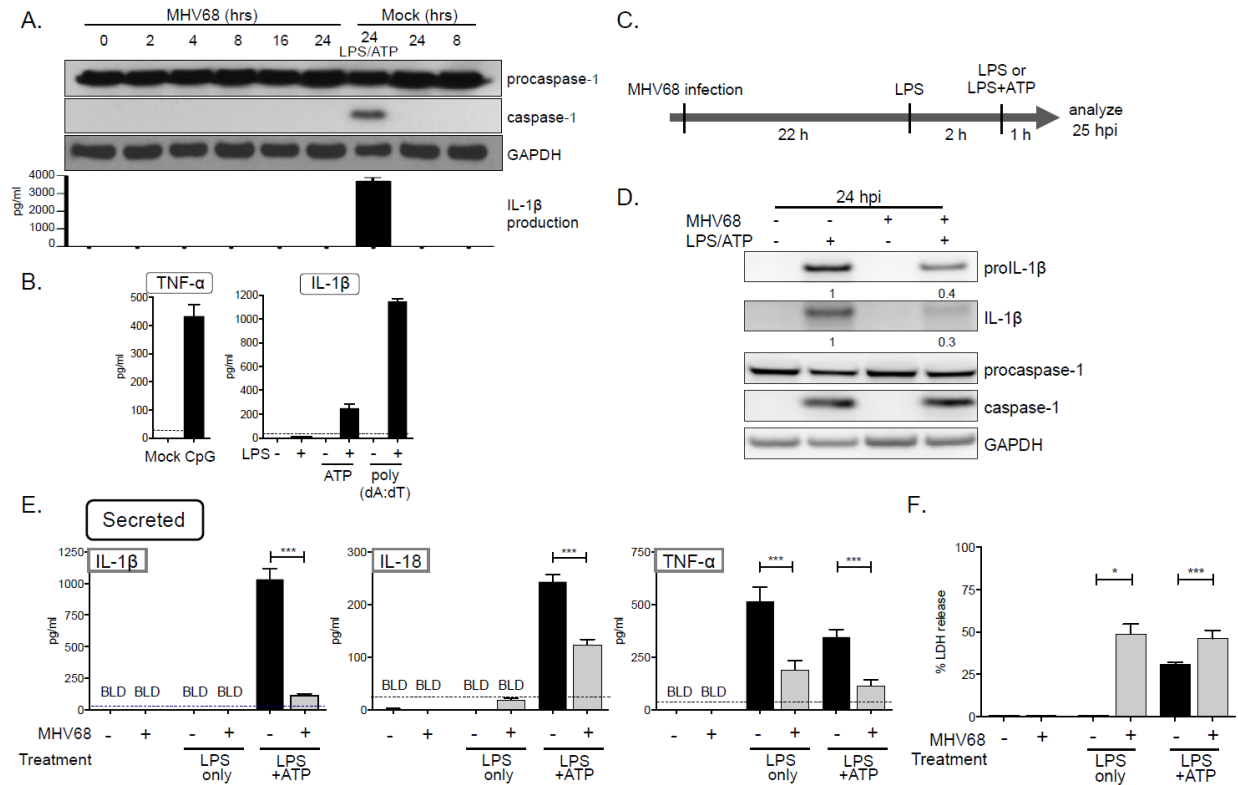 A.
MHV68 (hrs) Mock (hrs)
0 2 4 8 16 24 24 24 8
LPS/ATP
procaspase-1
caspase-1
GAPDH
4000
3000
2000
1000
0
pg/ml
IL-1β
production
B.
TNF-α
500
400
300
200
100
0
pg/ml
Mock CpG
IL-1β
1200
1000
800
600
400
200
0
pg/ml
LPS - + - + - +
ATP poly
(dA:dT)
C.
MHV68 infection LPS LPS or
LPS+ATP
22 h 2 h 1 h
analyze
25 hpi
D.
24 hpi
MHV68 - - + +
LPS/ATP - + - +
proIL-1β
1 0.4
IL-1β
1 0.3
procaspase-1
caspase-1
GAPDH
E.
Secreted
IL-1β
1250
1000
750
500
250
0
pg/ml
BLD BLD BLD BLD
***
IL-18
300
200
100
0
pg/ml
BLD BLD BLD BLD
***
TNF-α
750
500
250
0
pg/ml
BLD BLD
*** ***
MHV68 - + - + - + - + - + - + - + - + - +
Treatment LPS only LPS +ATP LPS only LPS +ATP LPS only LPS +ATP
F.
100
75
50
25
0
% LDH release
* ***
MHV68 - + - + - +
Treatment LPS only LPS +ATP